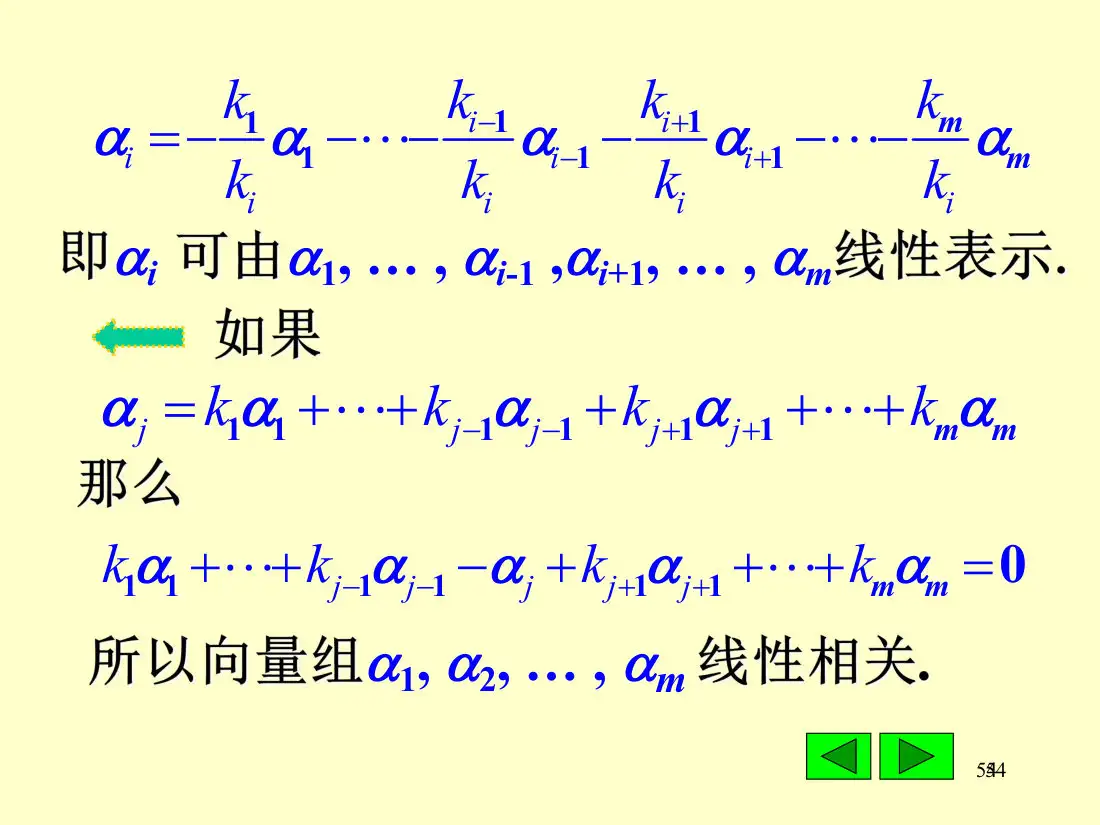 αᵢ = −k₁/kᵢ α₁ − ⋯ − kᵢ₋₁/kᵢ αᵢ₋₁ − kᵢ₊₁/kᵢ αᵢ₊₁ − ⋯ − kₘ/kᵢ αₘ
即αi 可由α1, … , αi-1 ,αi+1, … , αm线性表示.
如果
αⱼ = k₁α₁ + ⋯ + kⱼ₋₁αⱼ₋₁ + kⱼ₊₁αⱼ₊₁ + ⋯ + kₘαₘ
那么
k₁α₁ + ⋯ + kⱼ₋₁αⱼ₋₁ − αⱼ + kⱼ₊₁αⱼ₊₁ + ⋯ + kₘαₘ = 0
所以向量组α1, α2, … , αm 线性相关.